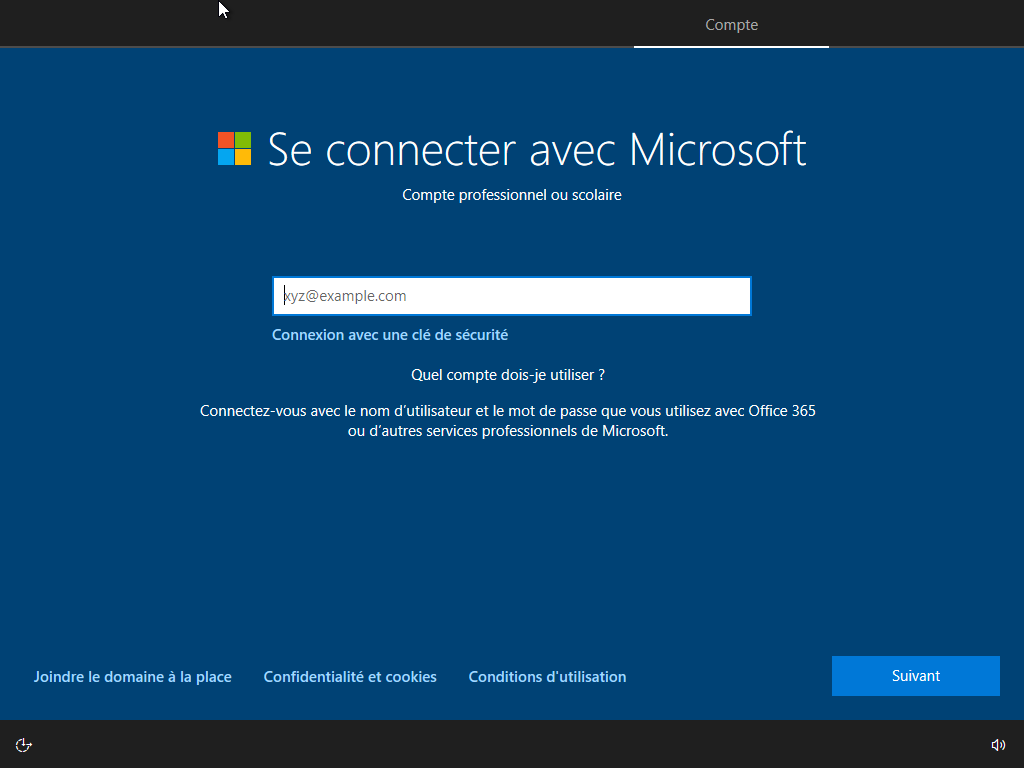 Compte
Se connecter avec Microsoft
Compte professionnel ou scolaire
xyz@example.com
Connexion avec une clé de sécurité
Quel compte dois-je utiliser ?
Connectez-vous avec le nom d’utilisateur et le mot de passe que vous utilisez avec Office 365
ou d’autres services professionnels de Microsoft.
Joindre le domaine à la place
Confidentialité et cookies
Conditions d'utilisation
Suivant